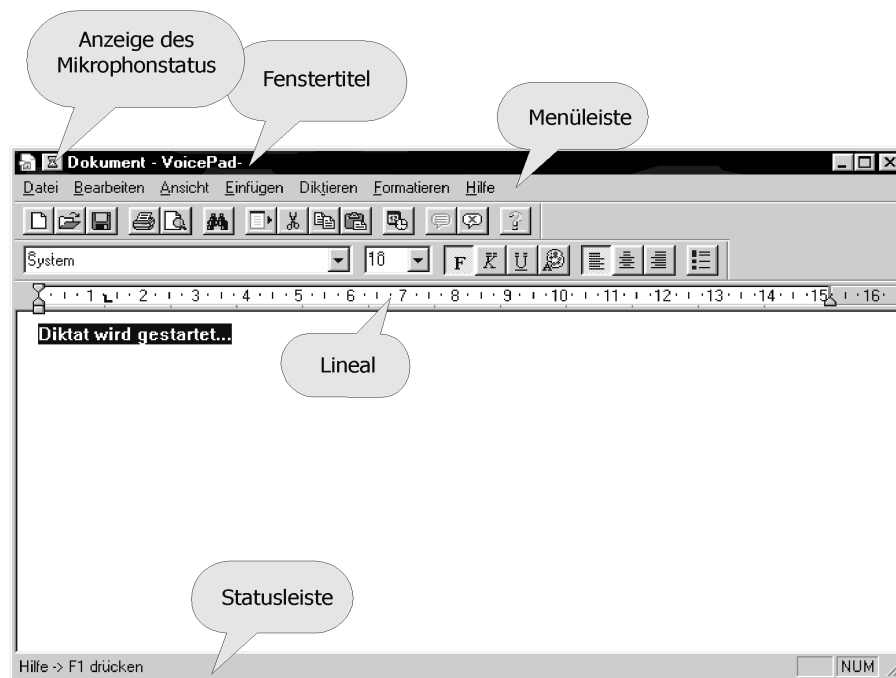 Anzeige des
Mikrophonstatus
Fenstertitel
Menüleiste
Dokument - VoicePad-
Datei Bearbeiten Ansicht Einfügen Diktieren Formatieren Hilfe
System 10 F K U
1 2 3 4 5 6 7 8 9 10 11 12 13 14 15 16
Diktat wird gestartet...
Lineal
Statusleiste
Hilfe -> F1 drücken NUM